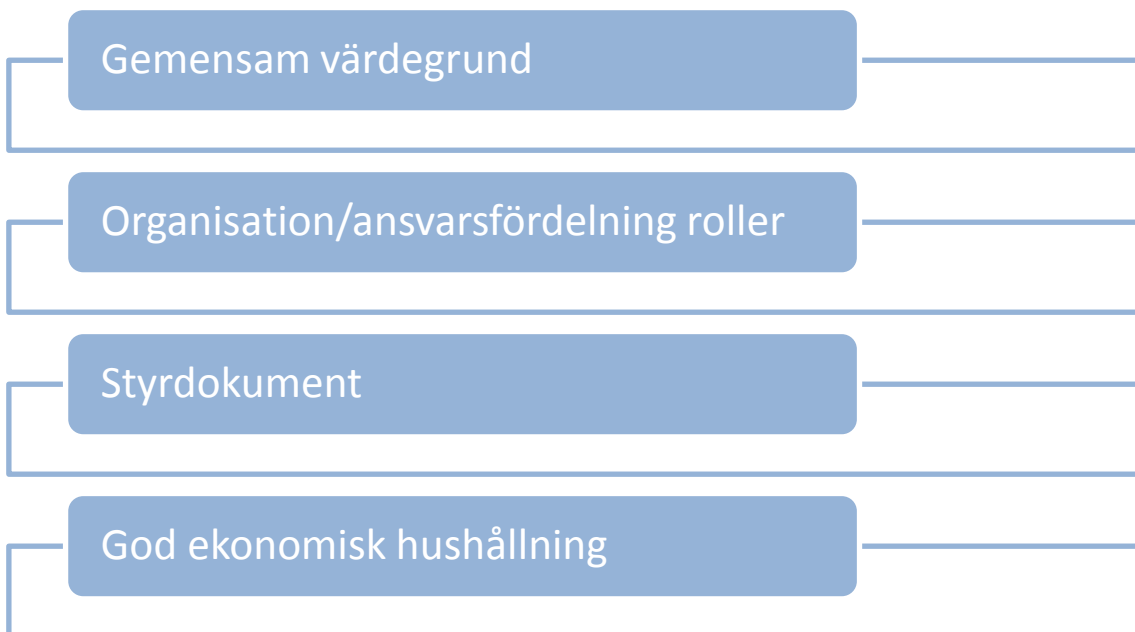 Gemensam värdegrund
Organisation/ansvarsfördelning roller
Styrdokument
God ekonomisk hushållning